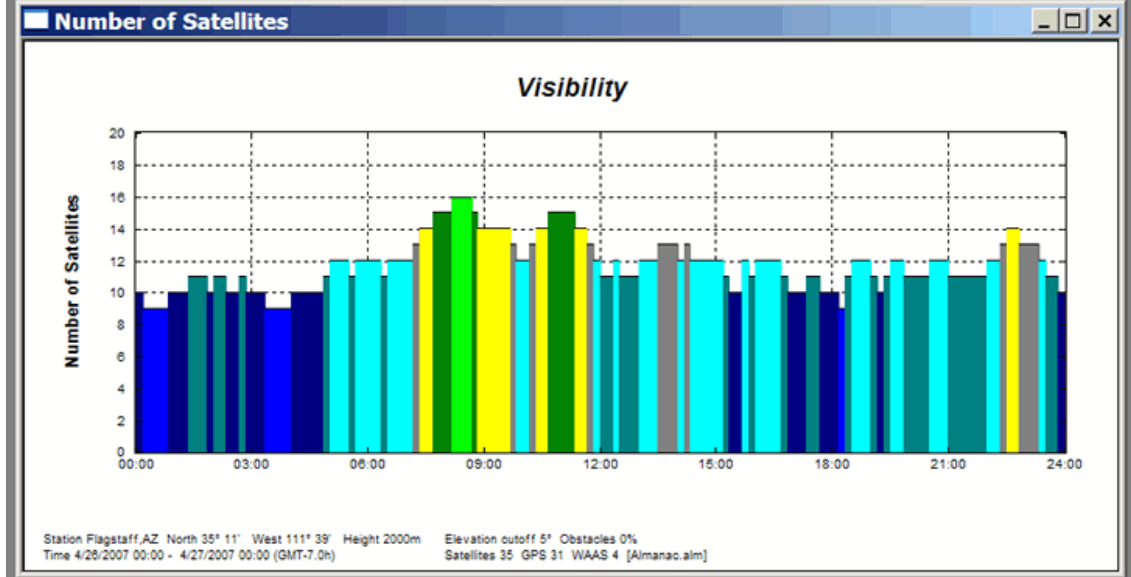 Number of Satellites
Visibility
Number of Satellites
20
18
16
14
12
10
8
6
4
2
0
00:00 03:00 06:00 09:00 12:00 15:00 18:00 21:00 24:00
Station Flagstaff,AZ North 35° 11' West 111° 39' Height 2000m Elevation cutoff 5° Obstacles 0%
Time 4/26/2007 00:00 - 4/27/2007 00:00 (GMT-7.0h) Satellites 35 GPS 31 WAAS 4 [Almanac.alm]